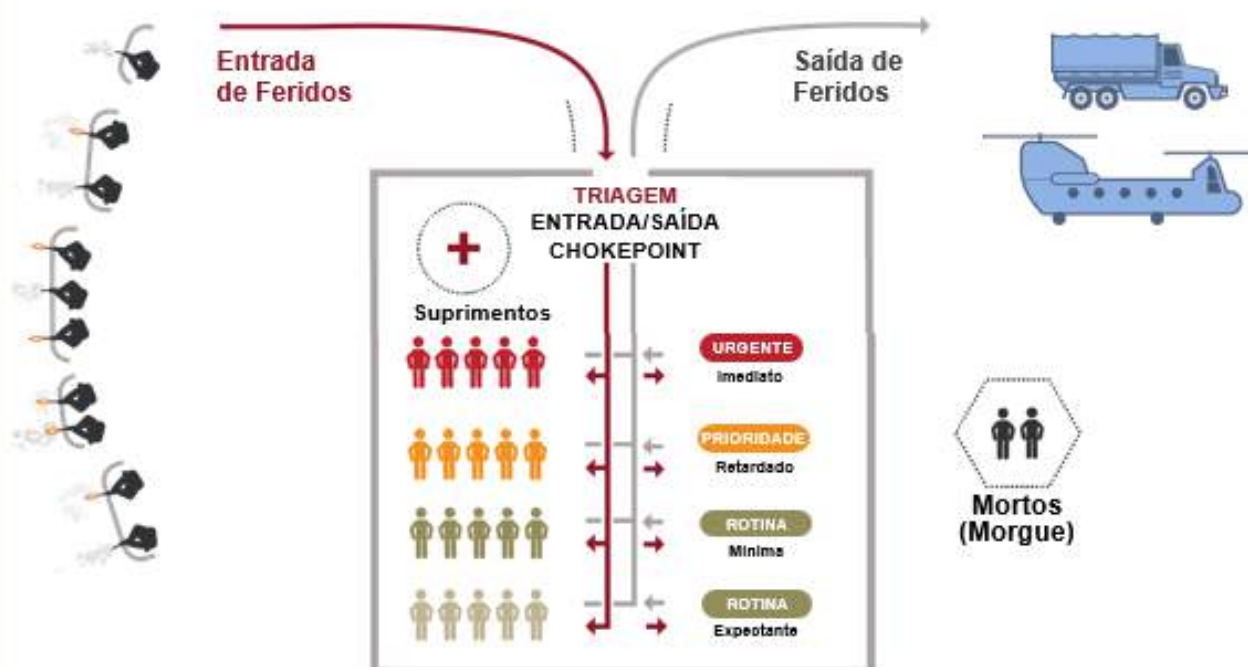 Entrada
de Feridos
Saída de
Feridos
TRIAGEM
ENTRADA/SAÍDA
CHOKEPOINT
Suprimentos
URGENTE
Imediato
PRIORIDADE
Retardado
ROTINA
Mínima
ROTINA
Expectante
Mortos
(Morgue)